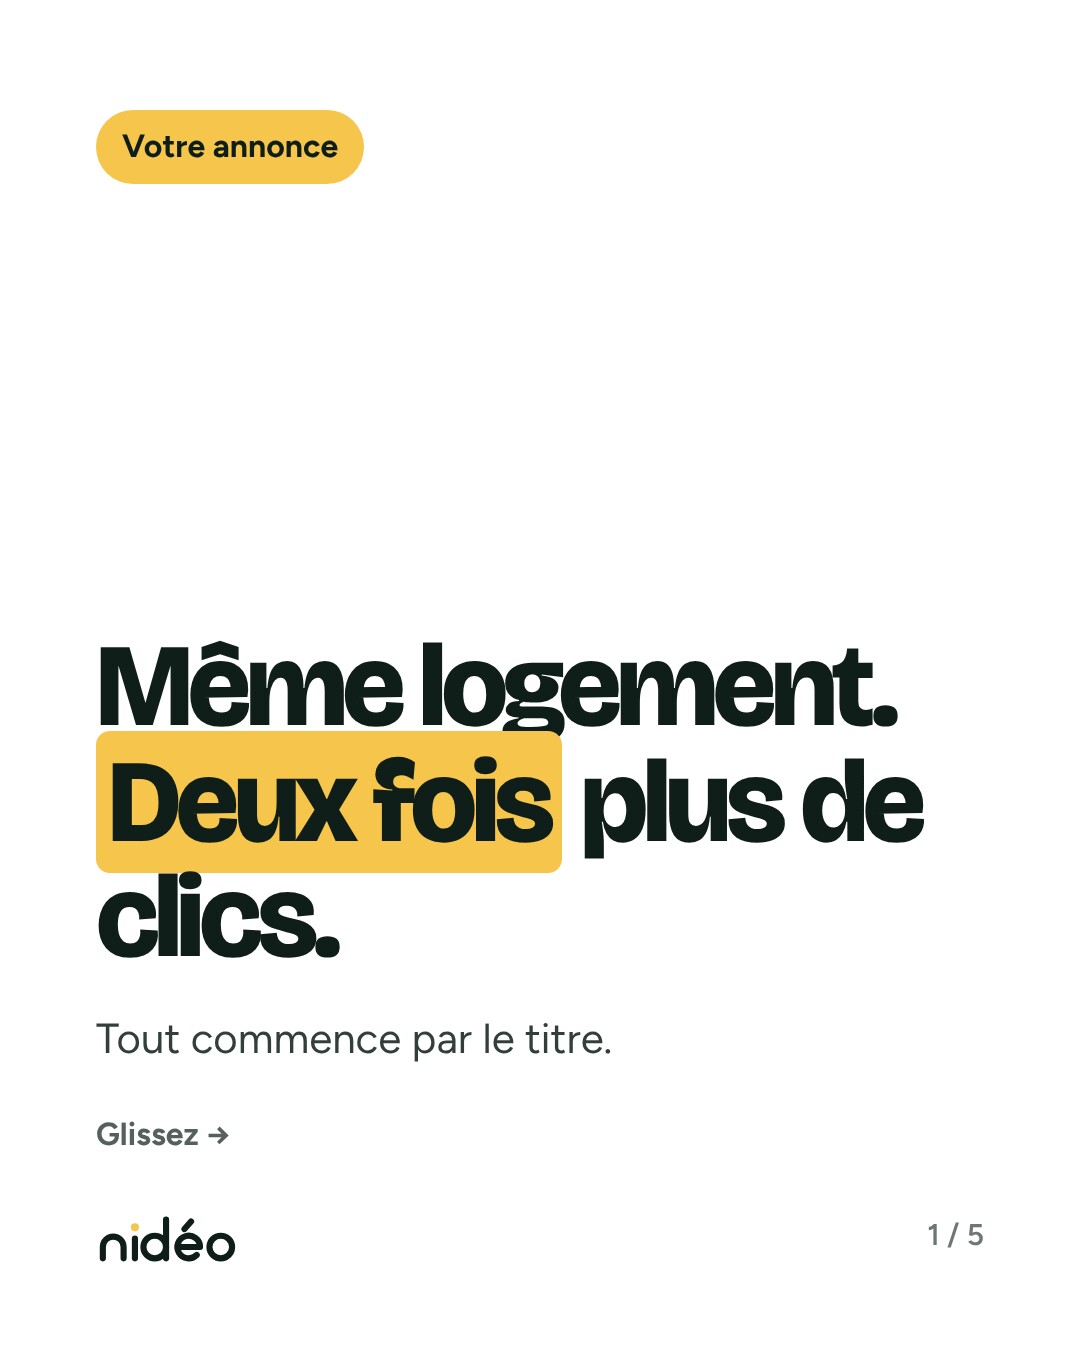 Votre annonce
Même logement.
Deux fois plus de
clics.
Tout commence par le titre.
Glissez →
nidéo
1 / 5